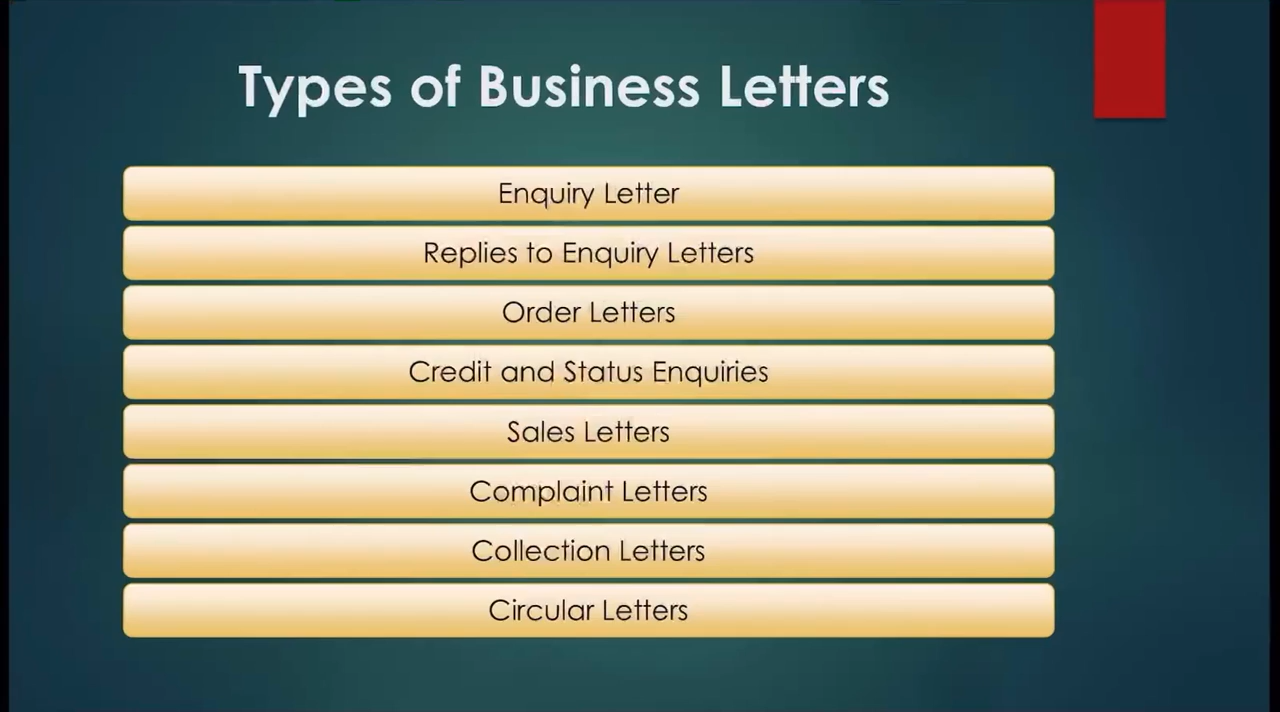 Types of Business Letters
Enquiry Letter
Replies to Enquiry Letters
Order Letters
Credit and Status Enquiries
Sales Letters
Complaint Letters
Collection Letters
Circular Letters